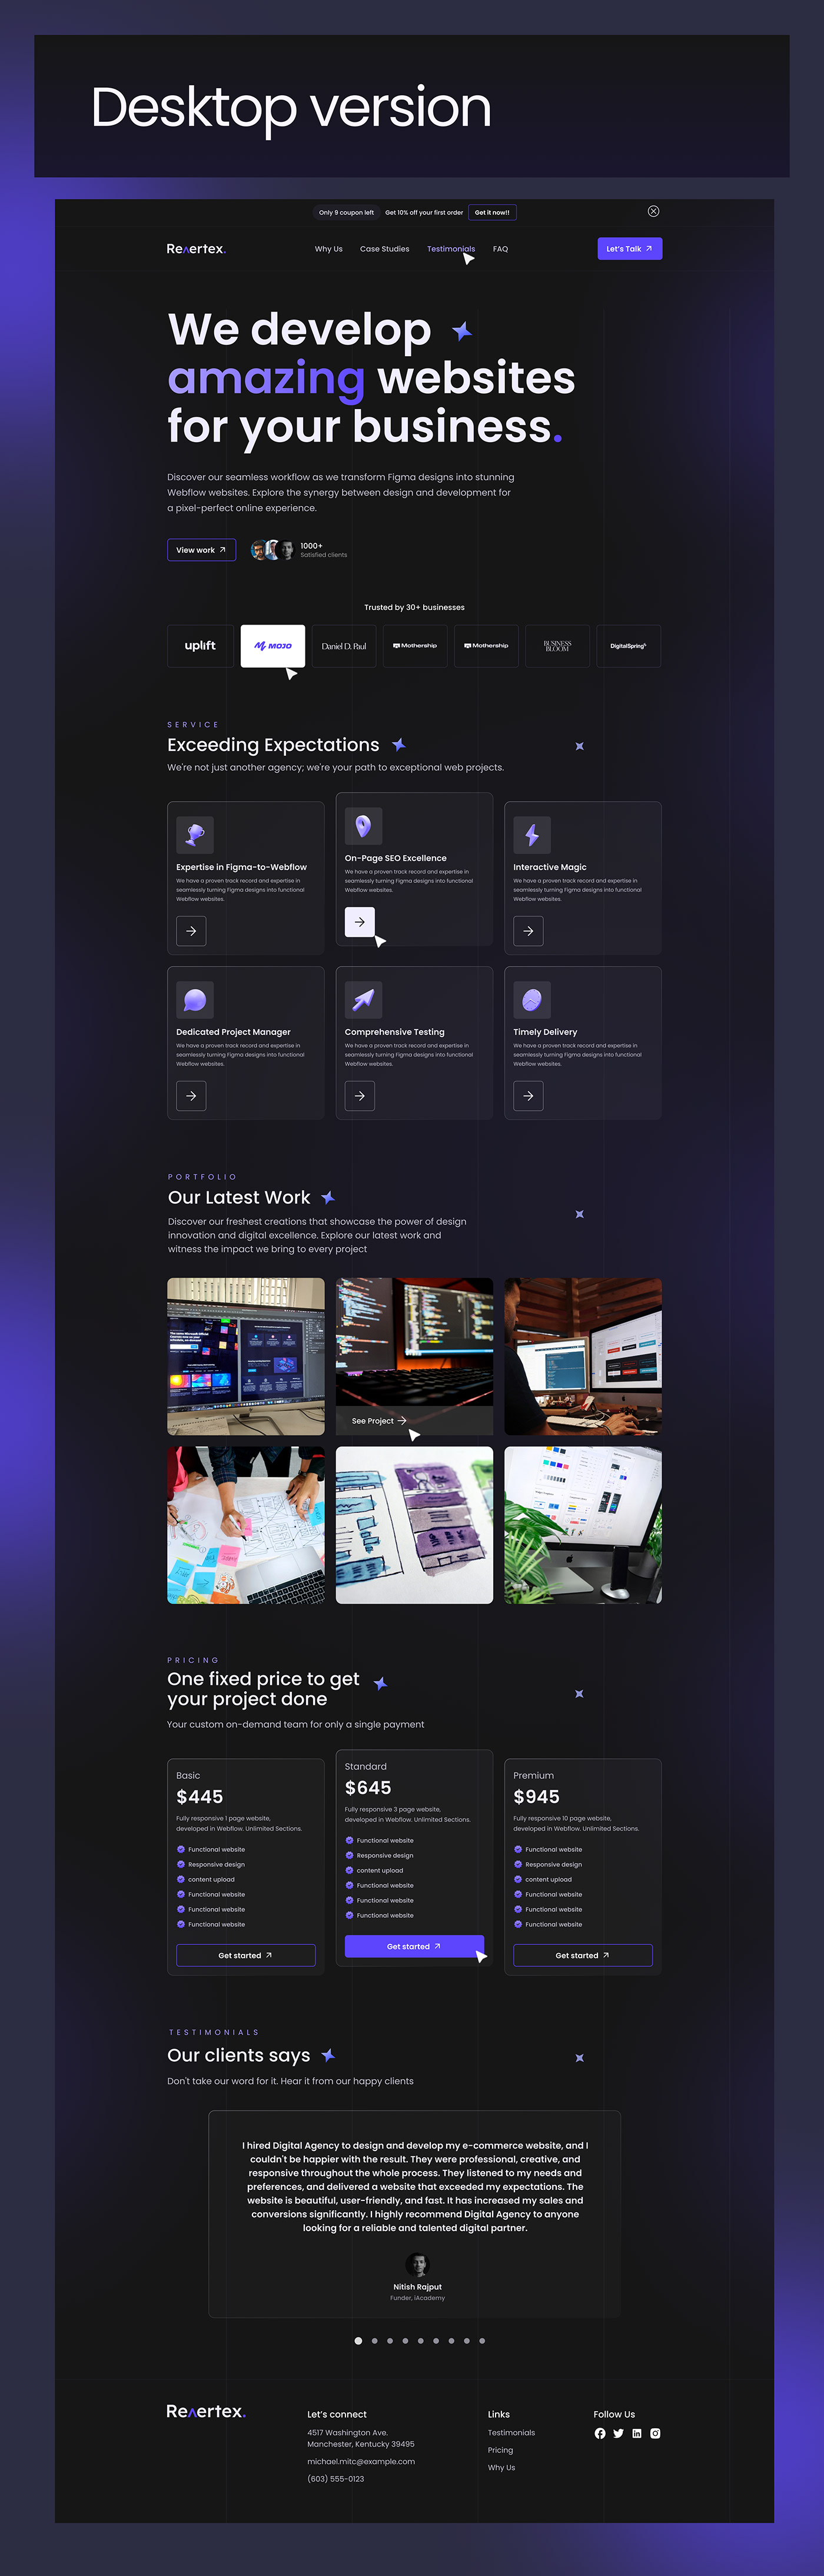 Desktop version
Only 9 coupon left Get 10% off your first order Get it now!!
Revertex. Why Us Case Studies Testimonials FAQ Let's Talk
We develop
amazing websites
for your business.
Discover our seamless workflow as we transform Figma designs into stunning
Webflow websites. Explore the synergy between design and development for
a pixel-perfect online experience.
View work
1000+
Satisfied clients
Trusted by 30+ businesses
uplift MOJO Daniel D. Paul Mothership Mothership BUSINESS BLOOM DigitalSpring
SERVICE
Exceeding Expectations
We're not just another agency; we're your path to exceptional web projects.
Expertise in Figma-to-Webflow
We have a proven track record and expertise in
seamlessly turning Figma designs into functional
Webflow websites.
On-Page SEO Excellence
We have a proven track record and expertise in
seamlessly turning Figma designs into functional
Webflow websites.
Interactive Magic
We have a proven track record and expertise in
seamlessly turning Figma designs into functional
Webflow websites.
Dedicated Project Manager
We have a proven track record and expertise in
seamlessly turning Figma designs into functional
Webflow websites.
Comprehensive Testing
We have a proven track record and expertise in
seamlessly turning Figma designs into functional
Webflow websites.
Timely Delivery
We have a proven track record and expertise in
seamlessly turning Figma designs into functional
Webflow websites.
PORTFOLIO
Our Latest Work
Discover our freshest creations that showcase the power of design
innovation and digital excellence. Explore our latest work and
witness the impact we bring to every project
See Project
PRICING
One fixed price to get
your project done
Your custom on-demand team for only a single payment
Basic
$445
Fully responsive 1 page website,
developed in Webflow. Unlimited Sections.
Functional website
Responsive design
content upload
Functional website
Functional website
Functional website
Get started
Standard
$645
Fully responsive 3 page website,
developed in Webflow. Unlimited Sections.
Functional website
Responsive design
content upload
Functional website
Functional website
Functional website
Get started
Premium
$945
Fully responsive 10 page website,
developed in Webflow. Unlimited Sections.
Functional website
Responsive design
content upload
Functional website
Functional website
Functional website
Get started
TESTIMONIALS
Our clients says
Don't take our word for it. Hear it from our happy clients
I hired Digital Agency to design and develop my e-commerce website, and I
couldn't be happier with the result. They were professional, creative, and
responsive throughout the whole process. They listened to my needs and
preferences, and delivered a website that exceeded my expectations. The
website is beautiful, user-friendly, and fast. It has increased my sales and
conversions significantly. I highly recommend Digital Agency to anyone
looking for a reliable and talented digital partner.
Nitish Rajput
Funder, iAcademy
Revertex.
Let's connect
4517 Washington Ave.
Manchester, Kentucky 39495
michael.mitc@example.com
(603) 555-0123
Links
Testimonials
Pricing
Why Us
Follow Us